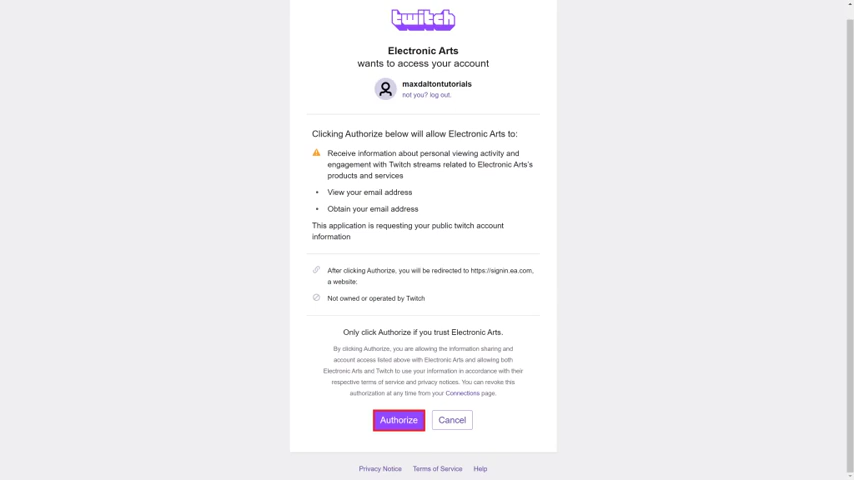 twitch
Electronic Arts
wants to access your account
maxdaltontutorials
not you? log out.
Clicking Authorize below will allow Electronic Arts to:
Receive information about personal viewing activity and
engagement with Twitch streams related to Electronic Arts's
products and services
• View your email address
• Obtain your email address
This application is requesting your public twitch account
information
After clicking Authorize, you will be redirected to https://signin.ea.com,
a website:
Not owned or operated by Twitch
Only click Authorize if you trust Electronic Arts.
By clicking Authorize, you are allowing the information sharing and
account access listed above with Electronic Arts and allowing both
Electronic Arts and Twitch to use your information in accordance with their
respective terms of service and privacy notices. You can revoke this
authorization at any time from your Connections page.
Authorize Cancel
Privacy Notice Terms of Service Help